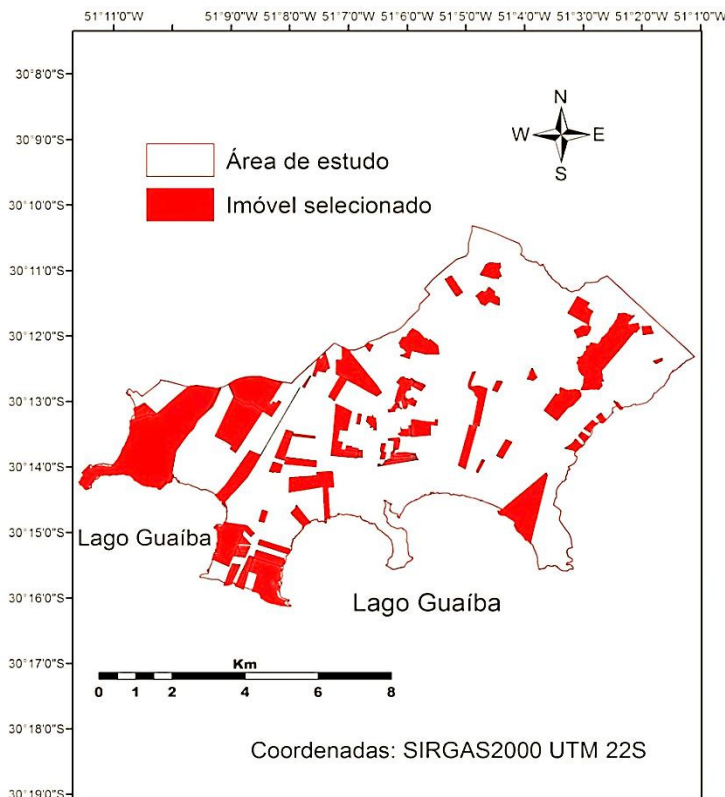 51°11'0"W 51°9'0"W 51°8'0"W 51°7'0"W 51°6'0"W 51°5'0"W 51°4'0"W 51°3'0"W 51°2'0"W 51°1'0"W
30°8'0"S
N
30°9'0"S
W E
Área de estudo
S
Imóvel selecionado
30°10'0"S
30°11'0"S
30°12'0"S
30°13'0"S
30°14'0"S
30°15'0"S
Lago Guaíba
30°16'0"S
Lago Guaíba
30°17'0"S
Km
0 1 2 4 6 8
30°18'0"S
Coordenadas: SIRGAS2000 UTM 22S
30°19'0"S